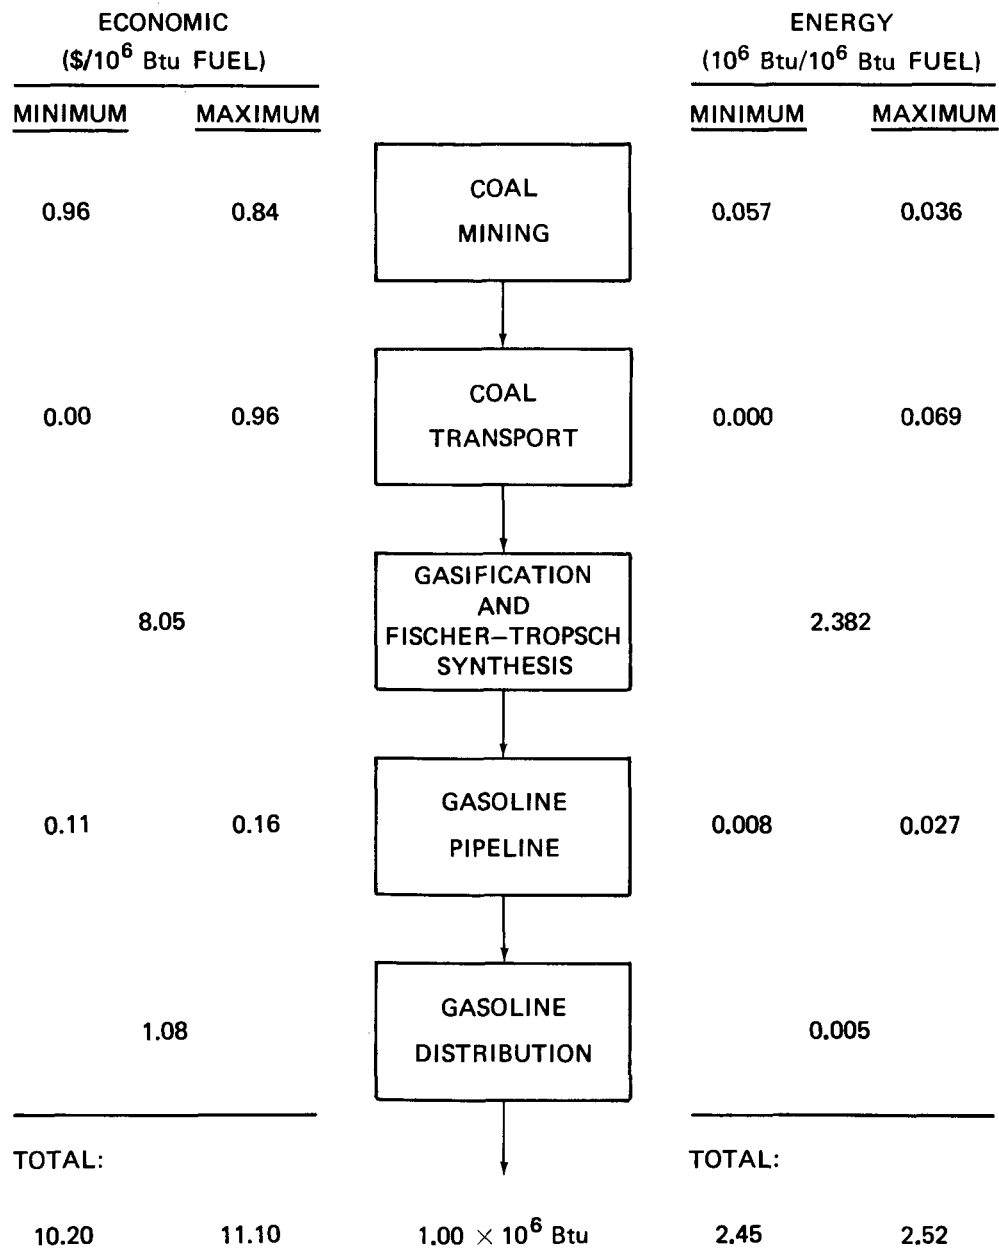 ECONOMIC
($/10⁶ Btu FUEL)
MINIMUM MAXIMUM
ENERGY
(10⁶ Btu/10⁶ Btu FUEL)
MINIMUM MAXIMUM
0.96 0.84
COAL
MINING
0.057 0.036
0.00 0.96
COAL
TRANSPORT
0.000 0.069
8.05
GASIFICATION
AND
FISCHER–TROPSCH
SYNTHESIS
2.382
0.11 0.16
GASOLINE
PIPELINE
0.008 0.027
1.08
GASOLINE
DISTRIBUTION
0.005
TOTAL:
TOTAL:
10.20 11.10
1.00 × 10⁶ Btu
2.45 2.52